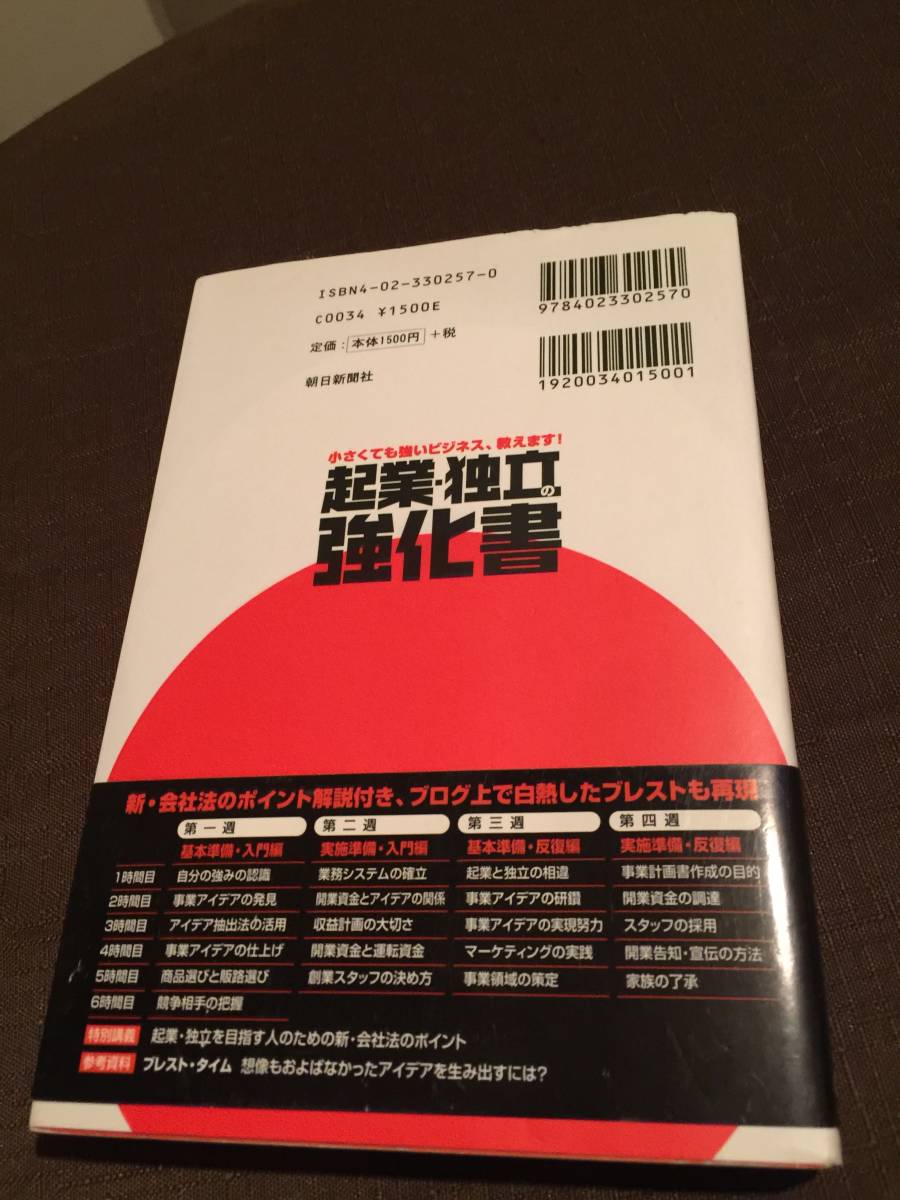 ISBN4-02-330257-0
C0034 ¥1500E
定価：本体1500円 +税
朝日新聞社
9784023302570
1920034015001
小さくても強いビジネス、教えます！
起業・独立の
強化書
新・会社法のポイント解説付き、ブログ上で白熱したブレストも再現
第一週 第二週 第三週 第四週
基本準備・入門編 実施準備・入門編 基本準備・反復編 実施準備・反復編
1時間目 自分の強みの認識 業務システムの確立 起業と独立の相違 事業計画書作成の目的
2時間目 事業アイデアの発見 開業資金とアイデアの関係 事業アイデアの研鑽 開業資金の調達
3時間目 アイデア抽出法の活用 収益計画の大切さ 事業アイデアの実現努力 スタッフの採用
4時間目 事業アイデアの仕上げ 開業資金と運転資金 マーケティングの実践 開業告知・宣伝の方法
5時間目 商品選びと販路選び 創業スタッフの決め方 事業領域の策定 家族の了承
6時間目 競争相手の把握
特別講義 起業・独立を目指す人のための新・会社法のポイント
参考資料 ブレスト・タイム 想像もおよばなかったアイデアを生み出すには？